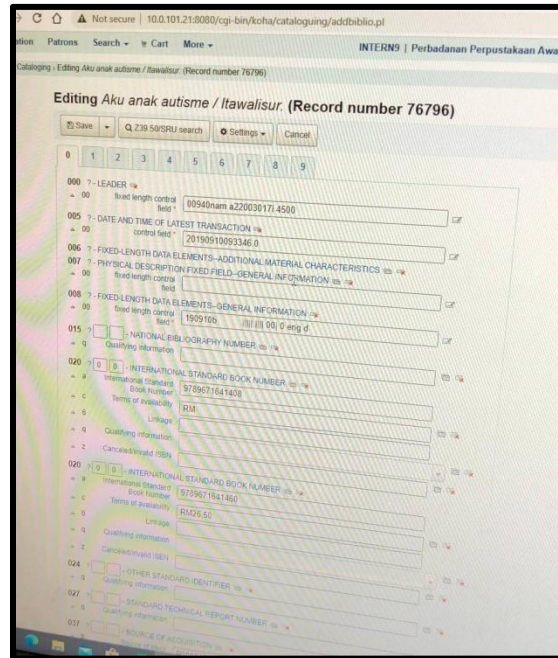 Not secure | 10.0.101.21:8080/cgi-bin/koha/cataloguing/addbiblio.pl
Patrons Search Cart More INTERN9 | Perbadanan Perpustakaan Awa
Cataloging › Editing Aku anak autisme / Itawalisur. (Record number 76796)
Editing Aku anak autisme / Itawalisur. (Record number 76796)
Save Z39.50/SRU search Settings Cancel
0 1 2 3 4 5 6 7 8 9
000 ? - LEADER
00 fixed length control field * 00940nam a22003017i 4500
005 ? - DATE AND TIME OF LATEST TRANSACTION
00 control field * 20190910093346.0
006 ? - FIXED-LENGTH DATA ELEMENTS--ADDITIONAL MATERIAL CHARACTERISTICS
007 ? - PHYSICAL DESCRIPTION FIXED FIELD--GENERAL INFORMATION
00 fixed length control field
008 ? - FIXED-LENGTH DATA ELEMENTS--GENERAL INFORMATION
00 fixed length control field *
015 ? - NATIONAL BIBLIOGRAPHY NUMBER
q Qualifying information
020 ? 0 0 - INTERNATIONAL STANDARD BOOK NUMBER
a International Standard Book Number 9789671641408
c Terms of availability RM
6 Linkage
q Qualifying information
z Canceled/invalid ISBN
020 ? 0 0 - INTERNATIONAL STANDARD BOOK NUMBER
a International Standard Book Number 9789671641460
c Terms of availability RM26.50
6 Linkage
q Qualifying information
z Canceled/invalid ISBN
024 ? - OTHER STANDARD IDENTIFIER
q Qualifying information
027 ? - STANDARD TECHNICAL REPORT NUMBER
q Qualifying information
037 ? - SOURCE OF ACQUISITION